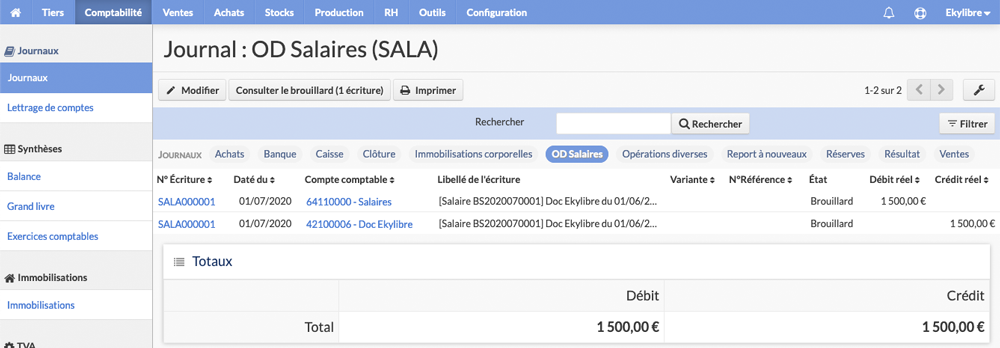 Tiers Comptabilité Ventes Achats Stocks Production RH Outils Configuration Ekylibre
Journaux
Journaux
Lettrage de comptes
Synthèses
Balance
Grand livre
Exercices comptables
Immobilisations
Immobilisations
TVA
Journal : OD Salaires (SALA)
Modifier Consulter le brouillard (1 écriture) Imprimer 1-2 sur 2
Rechercher Rechercher Filtrer
JOURNAUX Achats Banque Caisse Clôture Immobilisations corporelles OD Salaires Opérations diverses Report à nouveaux Réserves Résultat Ventes
N° Écriture Daté du Compte comptable Libellé de l'écriture Variante N°Référence État Débit réel Crédit réel
SALA000001 01/07/2020 64110000 - Salaires [Salaire BS2020070001] Doc Ekylibre du 01/06/2... Brouillard 1 500,00 €
SALA000001 01/07/2020 42100006 - Doc Ekylibre [Salaire BS2020070001] Doc Ekylibre du 01/06/2... Brouillard 1 500,00 €
Totaux
Débit Crédit
Total 1 500,00 € 1 500,00 €